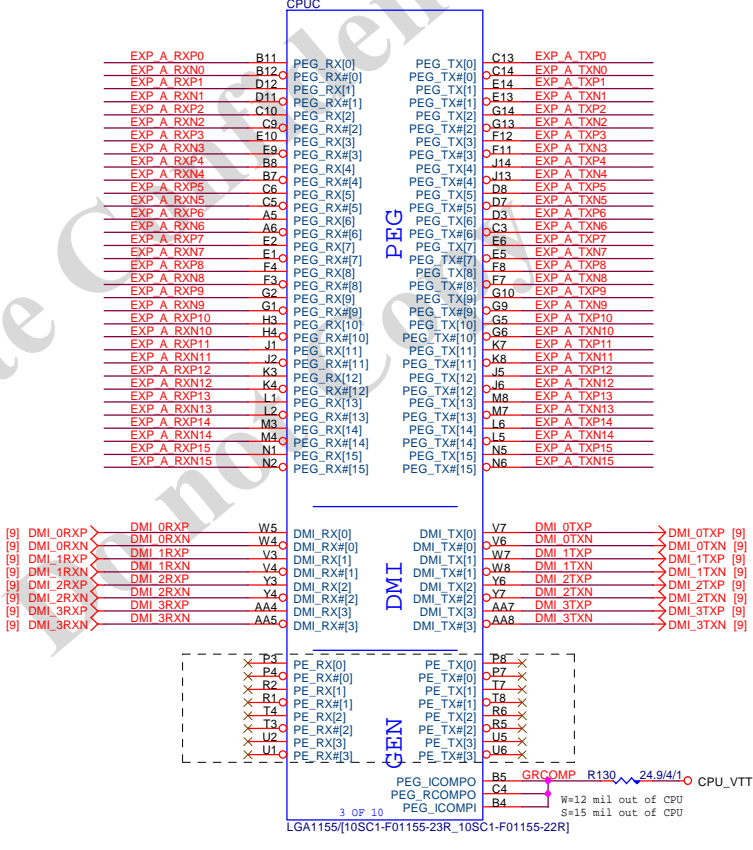 CPUC
EXP_A_RXP0 B11 PEG_RX[0] PEG_TX[0] C13 EXP_A_TXP0
EXP_A_RXN0 B12 PEG_RX#[0] PEG_TX#[0] C14 EXP_A_TXN0
EXP_A_RXP1 D12 PEG_RX[1] PEG_TX[1] E14 EXP_A_TXP1
EXP_A_RXN1 D11 PEG_RX#[1] PEG_TX#[1] E13 EXP_A_TXN1
EXP_A_RXP2 C10 PEG_RX[2] PEG_TX[2] G14 EXP_A_TXP2
EXP_A_RXN2 C9 PEG_RX#[2] PEG_TX#[2] G13 EXP_A_TXN2
EXP_A_RXP3 E10 PEG_RX[3] PEG_TX[3] F12 EXP_A_TXP3
EXP_A_RXN3 E9 PEG_RX#[3] PEG_TX#[3] F11 EXP_A_TXN3
EXP_A_RXP4 B8 PEG_RX[4] PEG_TX[4] J14 EXP_A_TXP4
EXP_A_RXN4 B7 PEG_RX#[4] PEG_TX#[4] J13 EXP_A_TXN4
EXP_A_RXP5 C6 PEG_RX[5] PEG_TX[5] D8 EXP_A_TXP5
EXP_A_RXN5 C5 PEG_RX#[5] PEG_TX#[5] D7 EXP_A_TXN5
EXP_A_RXP6 A5 PEG_RX[6] PEG_TX[6] D3 EXP_A_TXP6
EXP_A_RXN6 A6 PEG_RX#[6] PEG_TX#[6] C3 EXP_A_TXN6
EXP_A_RXP7 E2 PEG_RX[7] PEG_TX[7] E6 EXP_A_TXP7
EXP_A_RXN7 E1 PEG_RX#[7] PEG_TX#[7] E5 EXP_A_TXN7
EXP_A_RXP8 F4 PEG_RX[8] PEG_TX[8] F8 EXP_A_TXP8
EXP_A_RXN8 F3 PEG_RX#[8] PEG_TX#[8] F7 EXP_A_TXN8
EXP_A_RXP9 G2 PEG_RX[9] PEG_TX[9] G10 EXP_A_TXP9
EXP_A_RXN9 G1 PEG_RX#[9] PEG_TX#[9] G9 EXP_A_TXN9
EXP_A_RXP10 H3 PEG_RX[10] PEG_TX[10] G5 EXP_A_TXP10
EXP_A_RXN10 H4 PEG_RX#[10] PEG_TX#[10] G6 EXP_A_TXN10
EXP_A_RXP11 J1 PEG_RX[11] PEG_TX[11] K7 EXP_A_TXP11
EXP_A_RXN11 J2 PEG_RX#[11] PEG_TX#[11] K8 EXP_A_TXN11
EXP_A_RXP12 K3 PEG_RX[12] PEG_TX[12] J5 EXP_A_TXP12
EXP_A_RXN12 K4 PEG_RX#[12] PEG_TX#[12] J6 EXP_A_TXN12
EXP_A_RXP13 L1 PEG_RX[13] PEG_TX[13] M8 EXP_A_TXP13
EXP_A_RXN13 L2 PEG_RX#[13] PEG_TX#[13] M7 EXP_A_TXN13
EXP_A_RXP14 M3 PEG_RX[14] PEG_TX[14] L6 EXP_A_TXP14
EXP_A_RXN14 M4 PEG_RX#[14] PEG_TX#[14] L5 EXP_A_TXN14
EXP_A_RXP15 N1 PEG_RX[15] PEG_TX[15] N5 EXP_A_TXP15
EXP_A_RXN15 N2 PEG_RX#[15] PEG_TX#[15] N6 EXP_A_TXN15
PEG
[9] DMI_0RXP DMI_0RXP W5 DMI_RX[0] DMI_TX[0] V7 DMI_0TXP DMI_0TXP [9]
[9] DMI_0RXN DMI_0RXN W4 DMI_RX#[0] DMI_TX#[0] V6 DMI_0TXN DMI_0TXN [9]
[9] DMI_1RXP DMI_1RXP V3 DMI_RX[1] DMI_TX[1] W7 DMI_1TXP DMI_1TXP [9]
[9] DMI_1RXN DMI_1RXN V4 DMI_RX#[1] DMI_TX#[1] W8 DMI_1TXN DMI_1TXN [9]
[9] DMI_2RXP DMI_2RXP Y3 DMI_RX[2] DMI_TX[2] Y6 DMI_2TXP DMI_2TXP [9]
[9] DMI_2RXN DMI_2RXN Y4 DMI_RX#[2] DMI_TX#[2] Y7 DMI_2TXN DMI_2TXN [9]
[9] DMI_3RXP DMI_3RXP AA4 DMI_RX[3] DMI_TX[3] AA7 DMI_3TXP DMI_3TXP [9]
[9] DMI_3RXN DMI_3RXN AA5 DMI_RX#[3] DMI_TX#[3] AA8 DMI_3TXN DMI_3TXN [9]
DMI
P3 PE_RX[0] PE_TX[0] P8
P4 PE_RX#[0] PE_TX#[0] P7
R2 PE_RX[1] PE_TX[1] T7
R1 PE_RX#[1] PE_TX#[1] T8
T4 PE_RX[2] PE_TX[2] R6
T3 PE_RX#[2] PE_TX#[2] R5
U2 PE_RX[3] PE_TX[3] U5
U1 PE_RX#[3] PE_TX#[3] U6
GEN
PEG_ICOMPO B5 GRCOMP R130 24.9/4/1 CPU_VTT
PEG_RCOMPO C4
PEG_ICOMPI B4
W=12 mil out of CPU
S=15 mil out of CPU
3 OF 10
LGA1155/[10SC1-F01155-23R_10SC1-F01155-22R]
Do not Copy